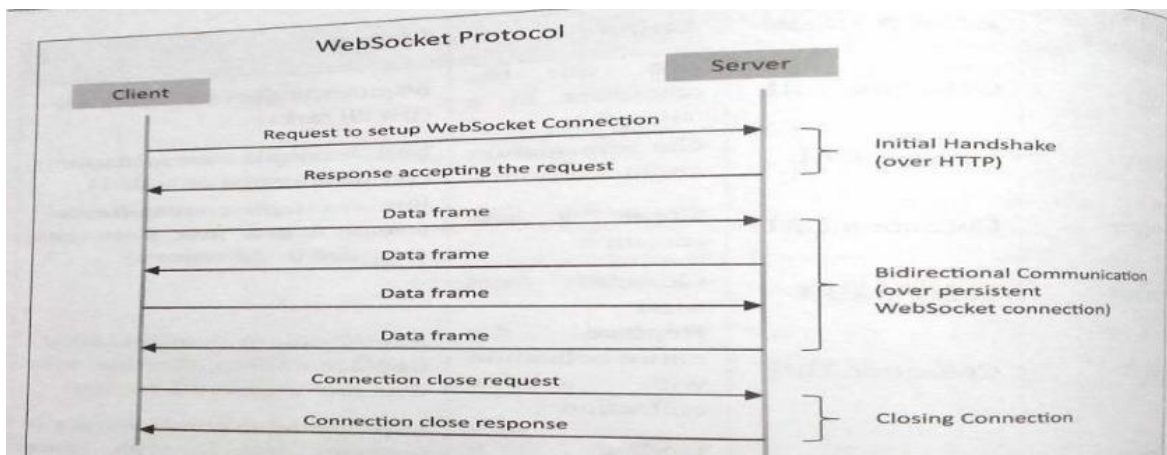 WebSocket Protocol
Client
Server
Request to setup WebSocket Connection
Response accepting the request
Initial Handshake
(over HTTP)
Data frame
Data frame
Data frame
Data frame
Bidirectional Communication
(over persistent
WebSocket connection)
Connection close request
Connection close response
Closing Connection